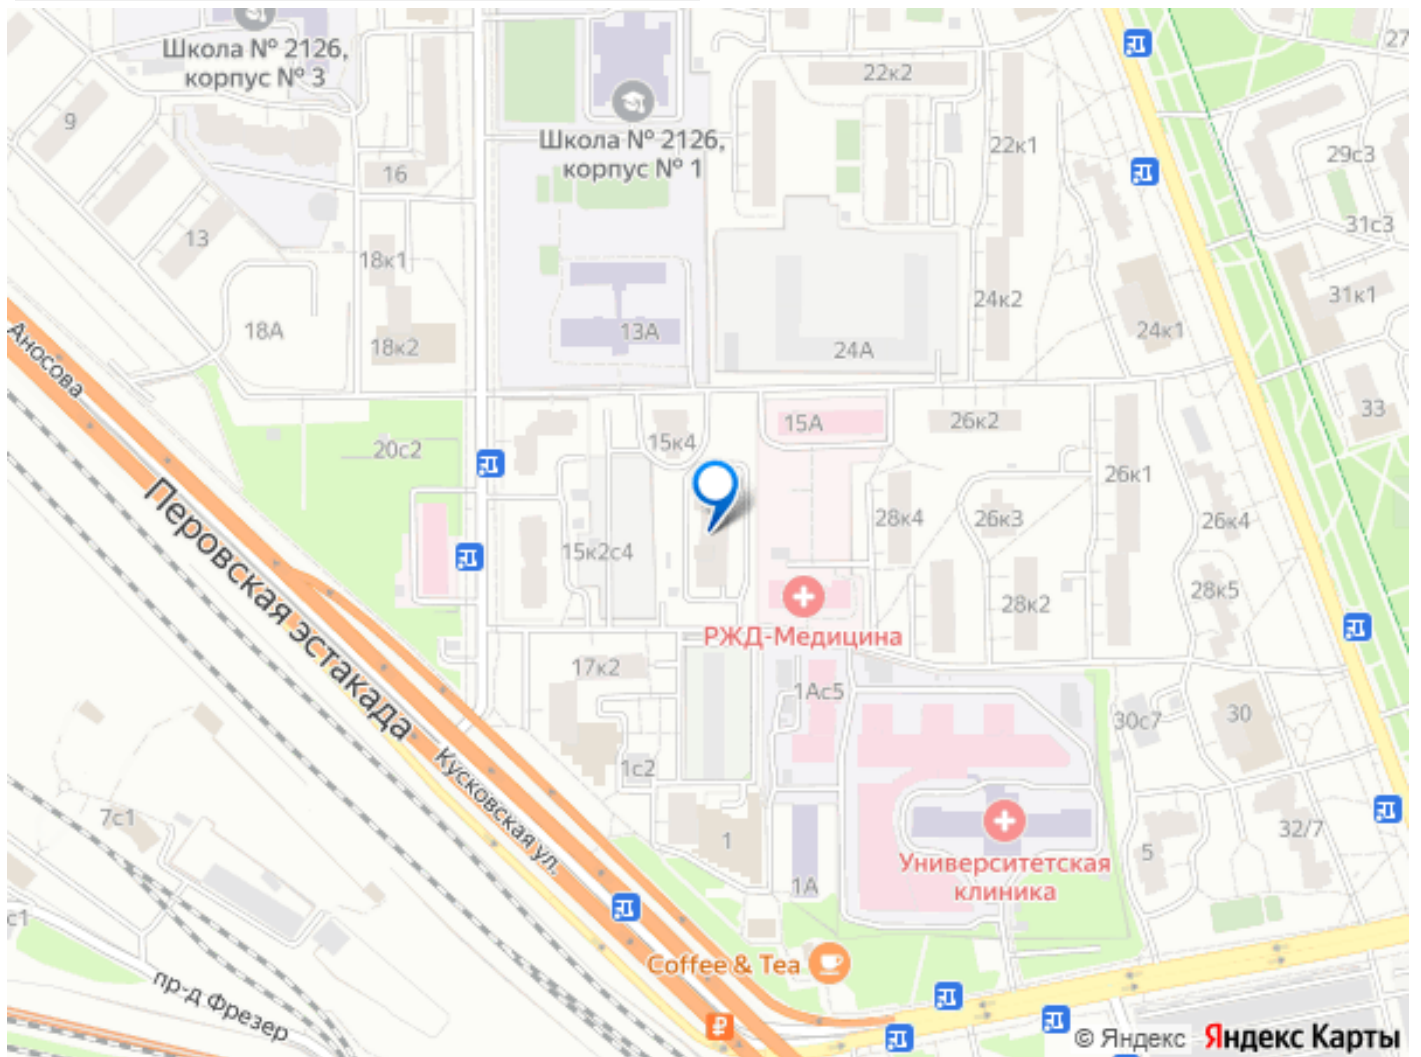 Школа № 2126,
корпус № 3
27
22к2
9
Школа № 2126,
корпус № 1
22к1
29с3
16
31с3
13
18к1
31к1
24к2
18А
13А
24к1
18к2
24А
Аносова
33
15А
26к2
15к4
20с2
26к1
28к4
26к3
26к4
Перовская эстакада
15к2с4
28к5
28к2
РЖД-Медицина
17к2
1Ас5
30с7
30
1с2
Кусковская ул.
7с1
1
32/7
5
Университетская
клиника
1А
с1
Coffee & Tea
пр-д Фрезер
© Яндекс Яндекс Карты